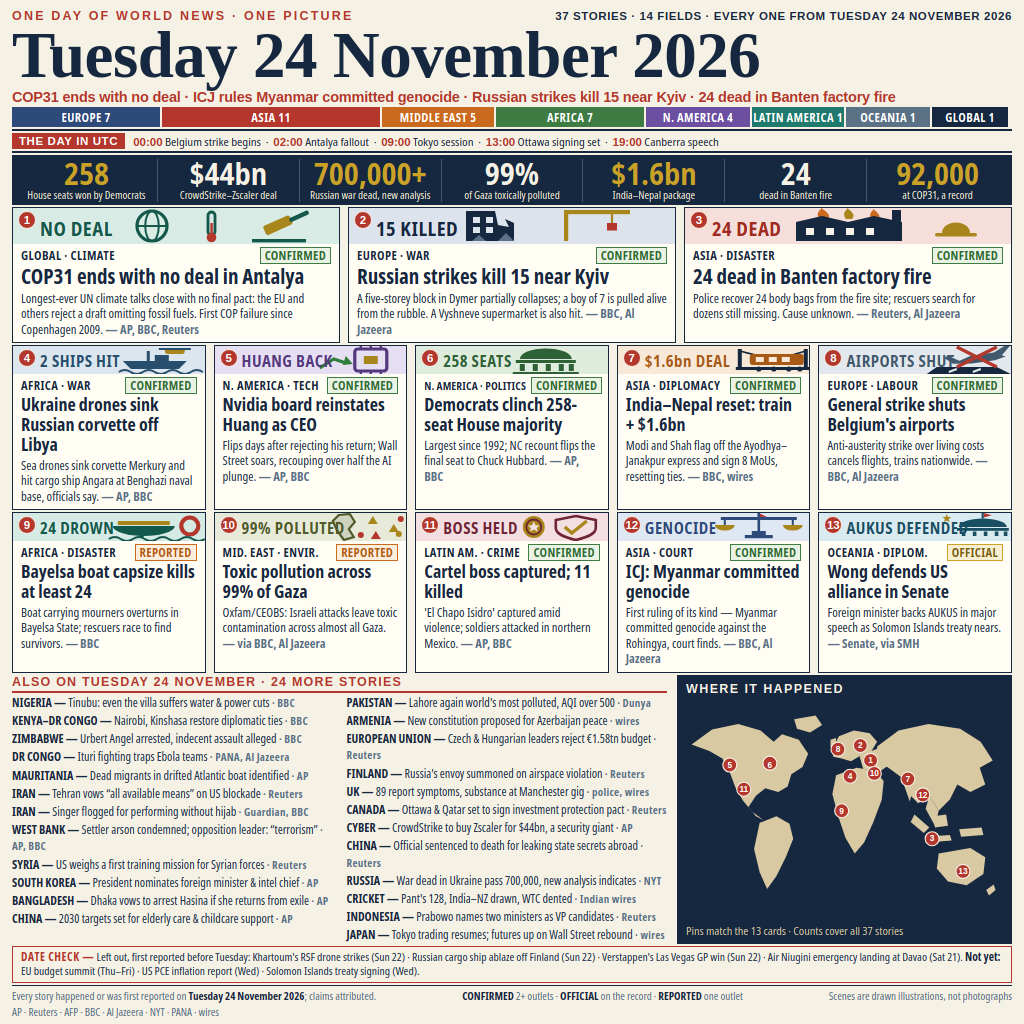 ONE DAY OF WORLD NEWS · ONE PICTURE
37 STORIES · 14 FIELDS · EVERY ONE FROM TUESDAY 24 NOVEMBER 2026
Tuesday 24 November 2026
COP31 ends with no deal · ICJ rules Myanmar committed genocide · Russian strikes kill 15 near Kyiv · 24 dead in Banten factory fire
EUROPE 7
ASIA 11
MIDDLE EAST 5
AFRICA 7
N. AMERICA 4
LATIN AMERICA 1
OCEANIA 1
GLOBAL 1
THE DAY IN UTC
00:00 Belgium strike begins · 02:00 Antalya fallout · 09:00 Tokyo session · 13:00 Ottawa signing set · 19:00 Canberra speech
258
House seats won by Democrats
$44bn
CrowdStrike–Zscaler deal
700,000+
Russian war dead, new analysis
99%
of Gaza toxically polluted
$1.6bn
India–Nepal package
24
dead in Banten fire
92,000
at COP31, a record
1 NO DEAL
GLOBAL · CLIMATE
CONFIRMED
COP31 ends with no deal in Antalya
Longest-ever UN climate talks close with no final pact: the EU and
others reject a draft omitting fossil fuels. First COP failure since
Copenhagen 2009. — AP, BBC, Reuters
2 15 KILLED
EUROPE · WAR
CONFIRMED
Russian strikes kill 15 near Kyiv
A five-storey block in Dymer partially collapses; a boy of 7 is pulled alive
from the rubble. A Vyshneve supermarket is also hit. — BBC, Al
Jazeera
3 24 DEAD
ASIA · DISASTER
CONFIRMED
24 dead in Banten factory fire
Police recover 24 body bags from the fire site; rescuers search for
dozens still missing. Cause unknown. — Reuters, Al Jazeera
4 2 SHIPS HIT
AFRICA · WAR
CONFIRMED
Ukraine drones sink
Russian corvette off
Libya
Sea drones sink corvette Merkury and
hit cargo ship Angara at Benghazi naval
base, officials say. — AP, BBC
5 HUANG BACK
N. AMERICA · TECH
CONFIRMED
Nvidia board reinstates
Huang as CEO
Flips days after rejecting his return; Wall
Street soars, recouping over half the AI
plunge. — AP, BBC
6 258 SEATS
N. AMERICA · POLITICS
CONFIRMED
Democrats clinch 258-
seat House majority
Largest since 1992; NC recount flips the
final seat to Chuck Hubbard. — AP,
BBC
7 $1.6bn DEAL
ASIA · DIPLOMACY
CONFIRMED
India–Nepal reset: train
+ $1.6bn
Modi and Shah flag off the Ayodhya–
Janakpur express and sign 8 MoUs,
resetting ties. — BBC, wires
8 AIRPORTS SHUT
EUROPE · LABOUR
CONFIRMED
General strike shuts
Belgium's airports
Anti-austerity strike over living costs
cancels flights, trains nationwide. —
BBC, Al Jazeera
9 24 DROWN
AFRICA · DISASTER
REPORTED
Bayelsa boat capsize kills
at least 24
Boat carrying mourners overturns in
Bayelsa State; rescuers race to find
survivors. — BBC
10 99% POLLUTED
MID. EAST · ENVIR.
REPORTED
Toxic pollution across
99% of Gaza
Oxfam/CEOBS: Israeli attacks leave toxic
contamination across almost all Gaza.
— via BBC, Al Jazeera
11 BOSS HELD
LATIN AM. · CRIME
CONFIRMED
Cartel boss captured; 11
killed
'El Chapo Isidro' captured amid
violence; soldiers attacked in northern
Mexico. — AP, BBC
12 GENOCIDE
ASIA · COURT
CONFIRMED
ICJ: Myanmar committed
genocide
First ruling of its kind — Myanmar
committed genocide against the
Rohingya, court finds. — BBC, Al
Jazeera
13 AUKUS DEFENDED
OCEANIA · DIPLOM.
OFFICIAL
Wong defends US
alliance in Senate
Foreign minister backs AUKUS in major
speech as Solomon Islands treaty nears.
— Senate, via SMH
ALSO ON TUESDAY 24 NOVEMBER · 24 MORE STORIES
NIGERIA — Tinubu: even the villa suffers water & power cuts · BBC
KENYA–DR CONGO — Nairobi, Kinshasa restore diplomatic ties · BBC
ZIMBABWE — Urbert Angel arrested, indecent assault alleged · BBC
DR CONGO — Ituri fighting traps Ebola teams · PANA, Al Jazeera
MAURITANIA — Dead migrants in drifted Atlantic boat identified · AP
IRAN — Tehran vows “all available means” on US blockade · Reuters
IRAN — Singer flogged for performing without hijab · Guardian, BBC
WEST BANK — Settler arson condemned; opposition leader: “terrorism” ·
AP, BBC
SYRIA — US weighs a first training mission for Syrian forces · Reuters
SOUTH KOREA — President nominates foreign minister & intel chief · AP
BANGLADESH — Dhaka vows to arrest Hasina if she returns from exile · AP
CHINA — 2030 targets set for elderly care & childcare support · AP
PAKISTAN — Lahore again world's most polluted, AQI over 500 · Dunya
ARMENIA — New constitution proposed for Azerbaijan peace · wires
EUROPEAN UNION — Czech & Hungarian leaders reject €1.58tn budget ·
Reuters
FINLAND — Russia's envoy summoned on airspace violation · Reuters
UK — 89 report symptoms, substance at Manchester gig · police, wires
CANADA — Ottawa & Qatar set to sign investment protection pact · Reuters
CYBER — CrowdStrike to buy Zscaler for $44bn, a security giant · AP
CHINA — Official sentenced to death for leaking state secrets abroad ·
Reuters
RUSSIA — War dead in Ukraine pass 700,000, new analysis indicates · NYT
CRICKET — Pant's 128, India–NZ drawn, WTC dented · Indian wires
INDONESIA — Prabowo names two ministers as VP candidates · Reuters
JAPAN — Tokyo trading resumes; futures up on Wall Street rebound · wires
WHERE IT HAPPENED
8
2
5
6
1
10
4
7
11
12
9
3
13
Pins match the 13 cards · Counts cover all 37 stories
DATE CHECK — Left out, first reported before Tuesday: Khartoum's RSF drone strikes (Sun 22) · Russian cargo ship ablaze off Finland (Sun 22) · Verstappen's Las Vegas GP win (Sun 22) · Air Niugini emergency landing at Davao (Sat 21). Not yet:
EU budget summit (Thu–Fri) · US PCE inflation report (Wed) · Solomon Islands treaty signing (Wed).
Every story happened or was first reported on Tuesday 24 November 2026; claims attributed.
CONFIRMED 2+ outlets · OFFICIAL on the record · REPORTED one outlet
Scenes are drawn illustrations, not photographs
AP · Reuters · AFP · BBC · Al Jazeera · NYT · PANA · wires